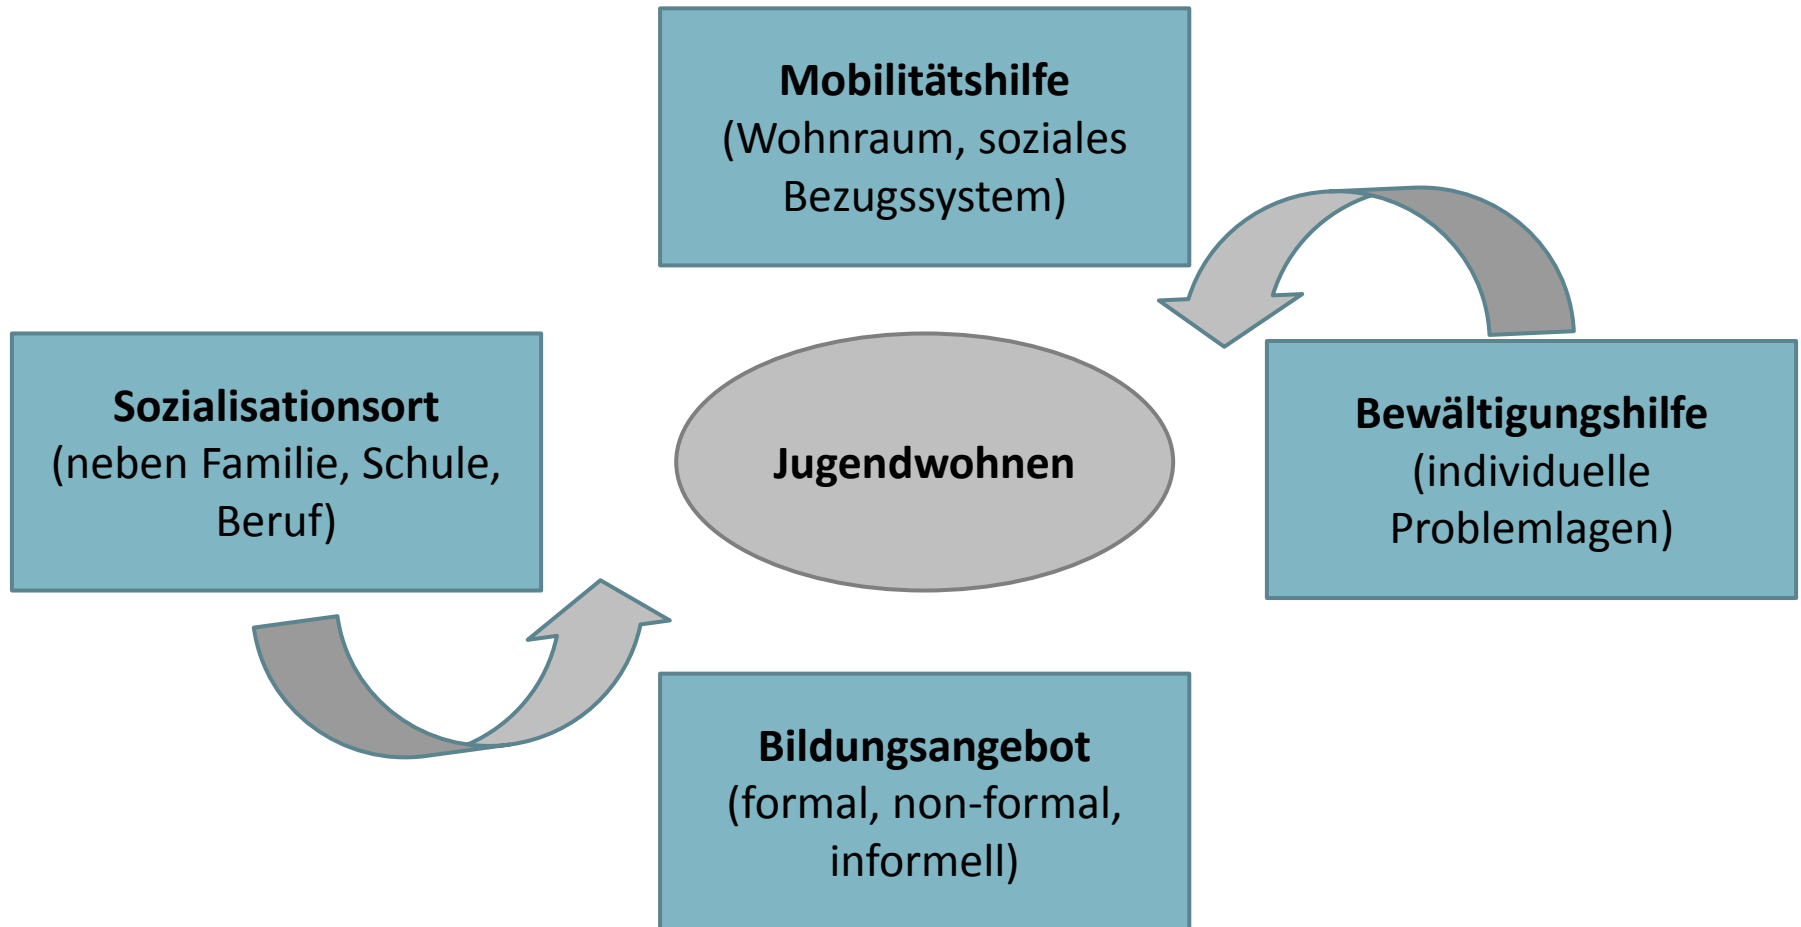 Mobilitätshilfe
(Wohnraum, soziales
Bezugssystem)
Sozialisationsort
(neben Familie, Schule,
Beruf)
Jugendwohnen
Bewältigungshilfe
(individuelle
Problemlagen)
Bildungsangebot
(formal, non-formal,
informell)